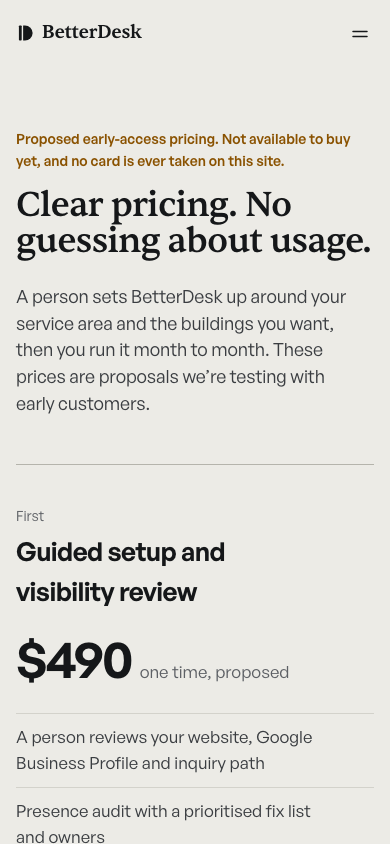 BetterDesk
Proposed early-access pricing. Not available to buy
yet, and no card is ever taken on this site.
Clear pricing. No
guessing about usage.
A person sets BetterDesk up around your
service area and the buildings you want,
then you run it month to month. These
prices are proposals we’re testing with
early customers.
First
Guided setup and
visibility review
$490 one time, proposed
A person reviews your website, Google
Business Profile and inquiry path
Presence audit with a prioritised fix list
and owners